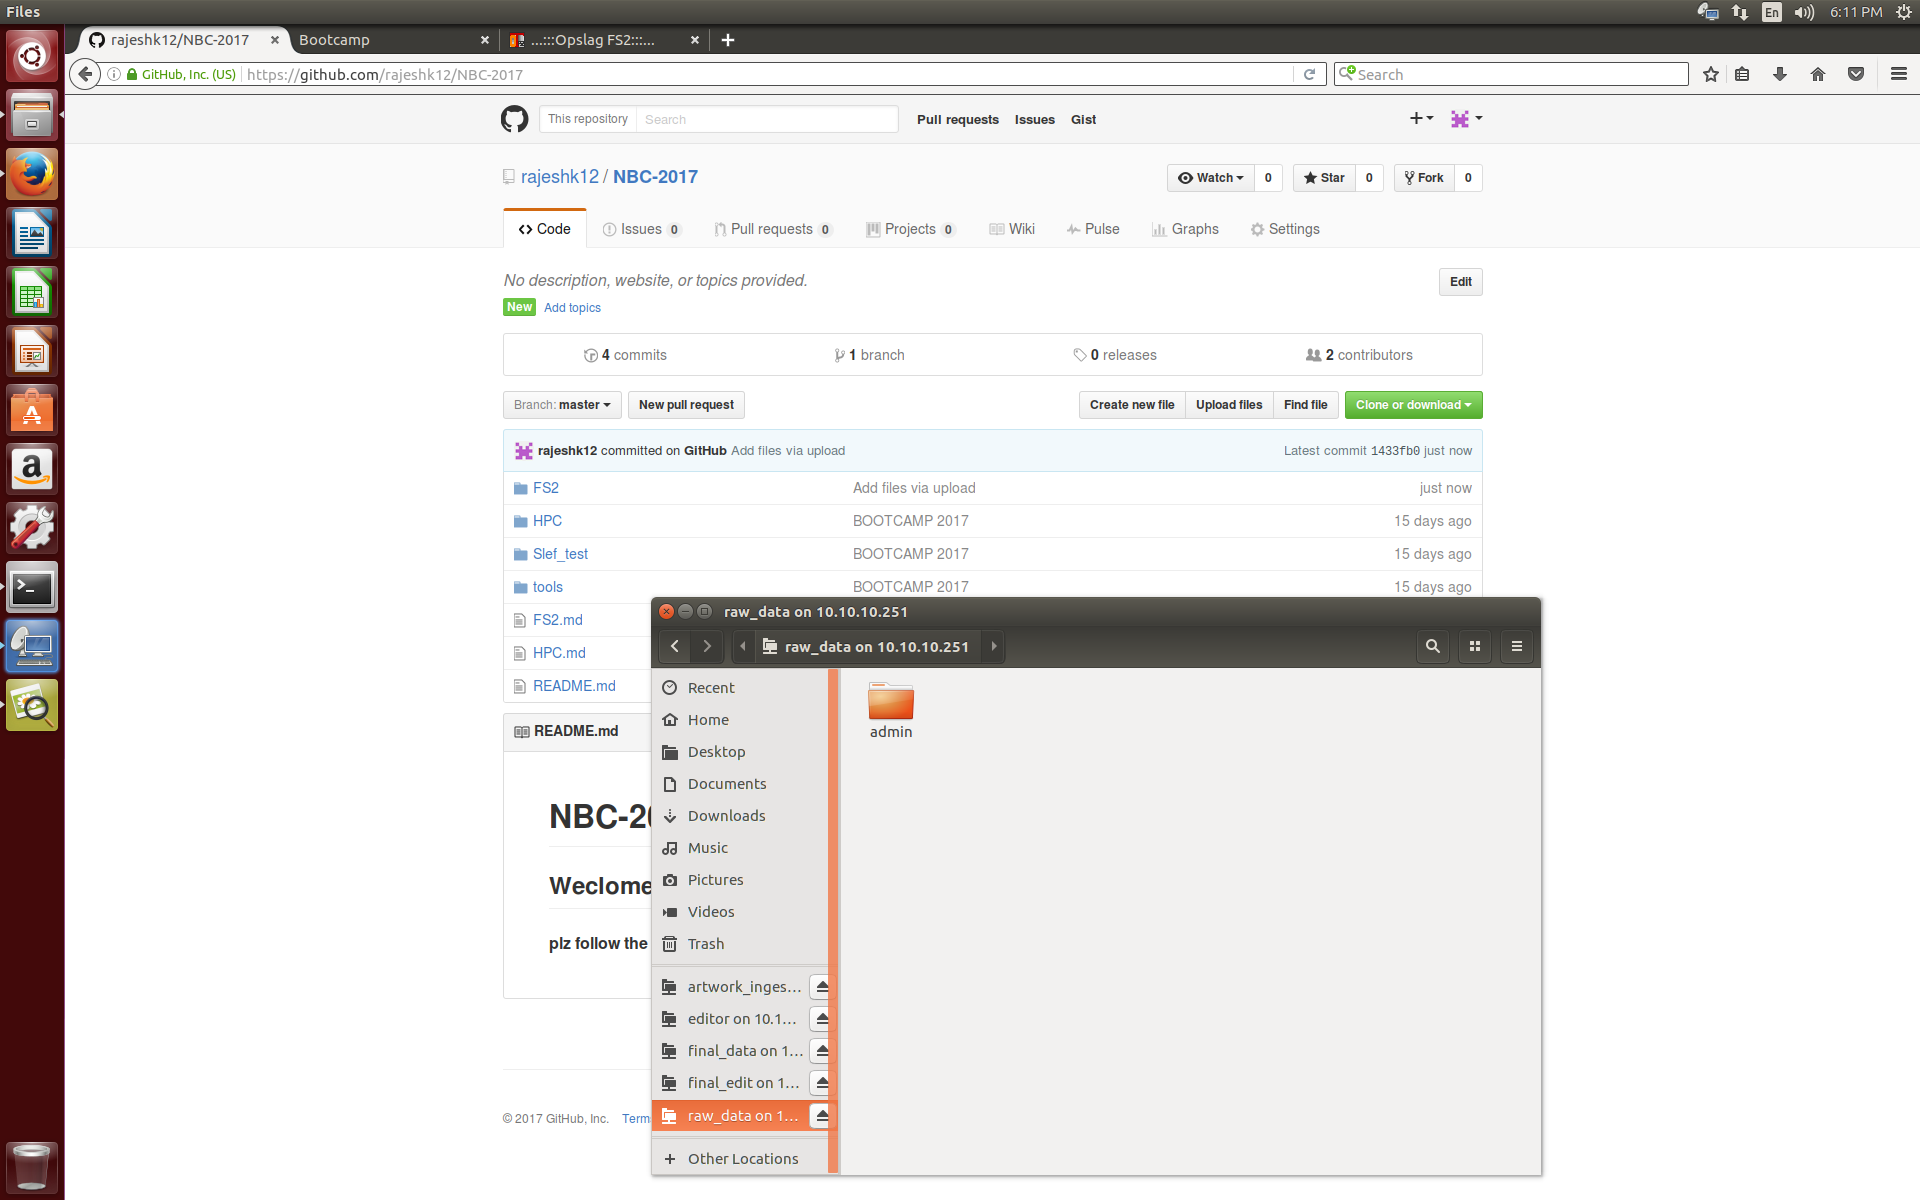 Files
En
6:11 PM
rajeshk12/NBC-2017
Bootcamp
...:::Opslag FS2:::...
GitHub, Inc. (US)
https://github.com/rajeshk12/NBC-2017
Search
This repository
Search
Pull requests
Issues
Gist
rajeshk12 / NBC-2017
Watch 0
Star 0
Fork 0
Code
Issues 0
Pull requests 0
Projects 0
Wiki
Pulse
Graphs
Settings
No description, website, or topics provided.
Edit
New Add topics
4 commits
1 branch
0 releases
2 contributors
Branch: master
New pull request
Create new file
Upload files
Find file
Clone or download
rajeshk12 committed on GitHub Add files via upload
Latest commit 1433fb0 just now
FS2 Add files via upload just now
HPC BOOTCAMP 2017 15 days ago
Slef_test BOOTCAMP 2017 15 days ago
tools BOOTCAMP 2017 15 days ago
FS2.md
HPC.md
README.md
README.md
NBC-20
Weclome
plz follow the
© 2017 GitHub, Inc. Term
raw_data on 10.10.10.251
raw_data on 10.10.10.251
Recent
Home
Desktop
Documents
Downloads
Music
Pictures
Videos
Trash
artwork_inges...
editor on 10.1...
final_data on 1...
final_edit on 1...
raw_data on 1...
Other Locations
admin